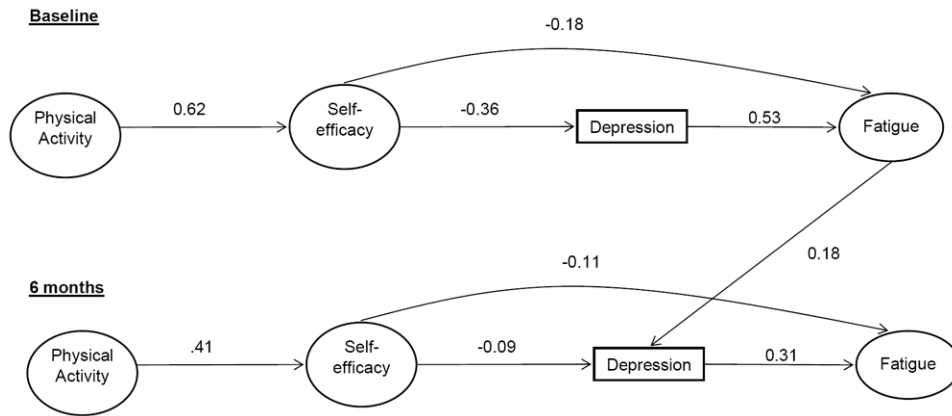 Baseline
-0.18
Physical
Activity
0.62
Self-
efficacy
-0.36
Depression
0.53
Fatigue
0.18
6 months
-0.11
Physical
Activity
.41
Self-
efficacy
-0.09
Depression
0.31
Fatigue